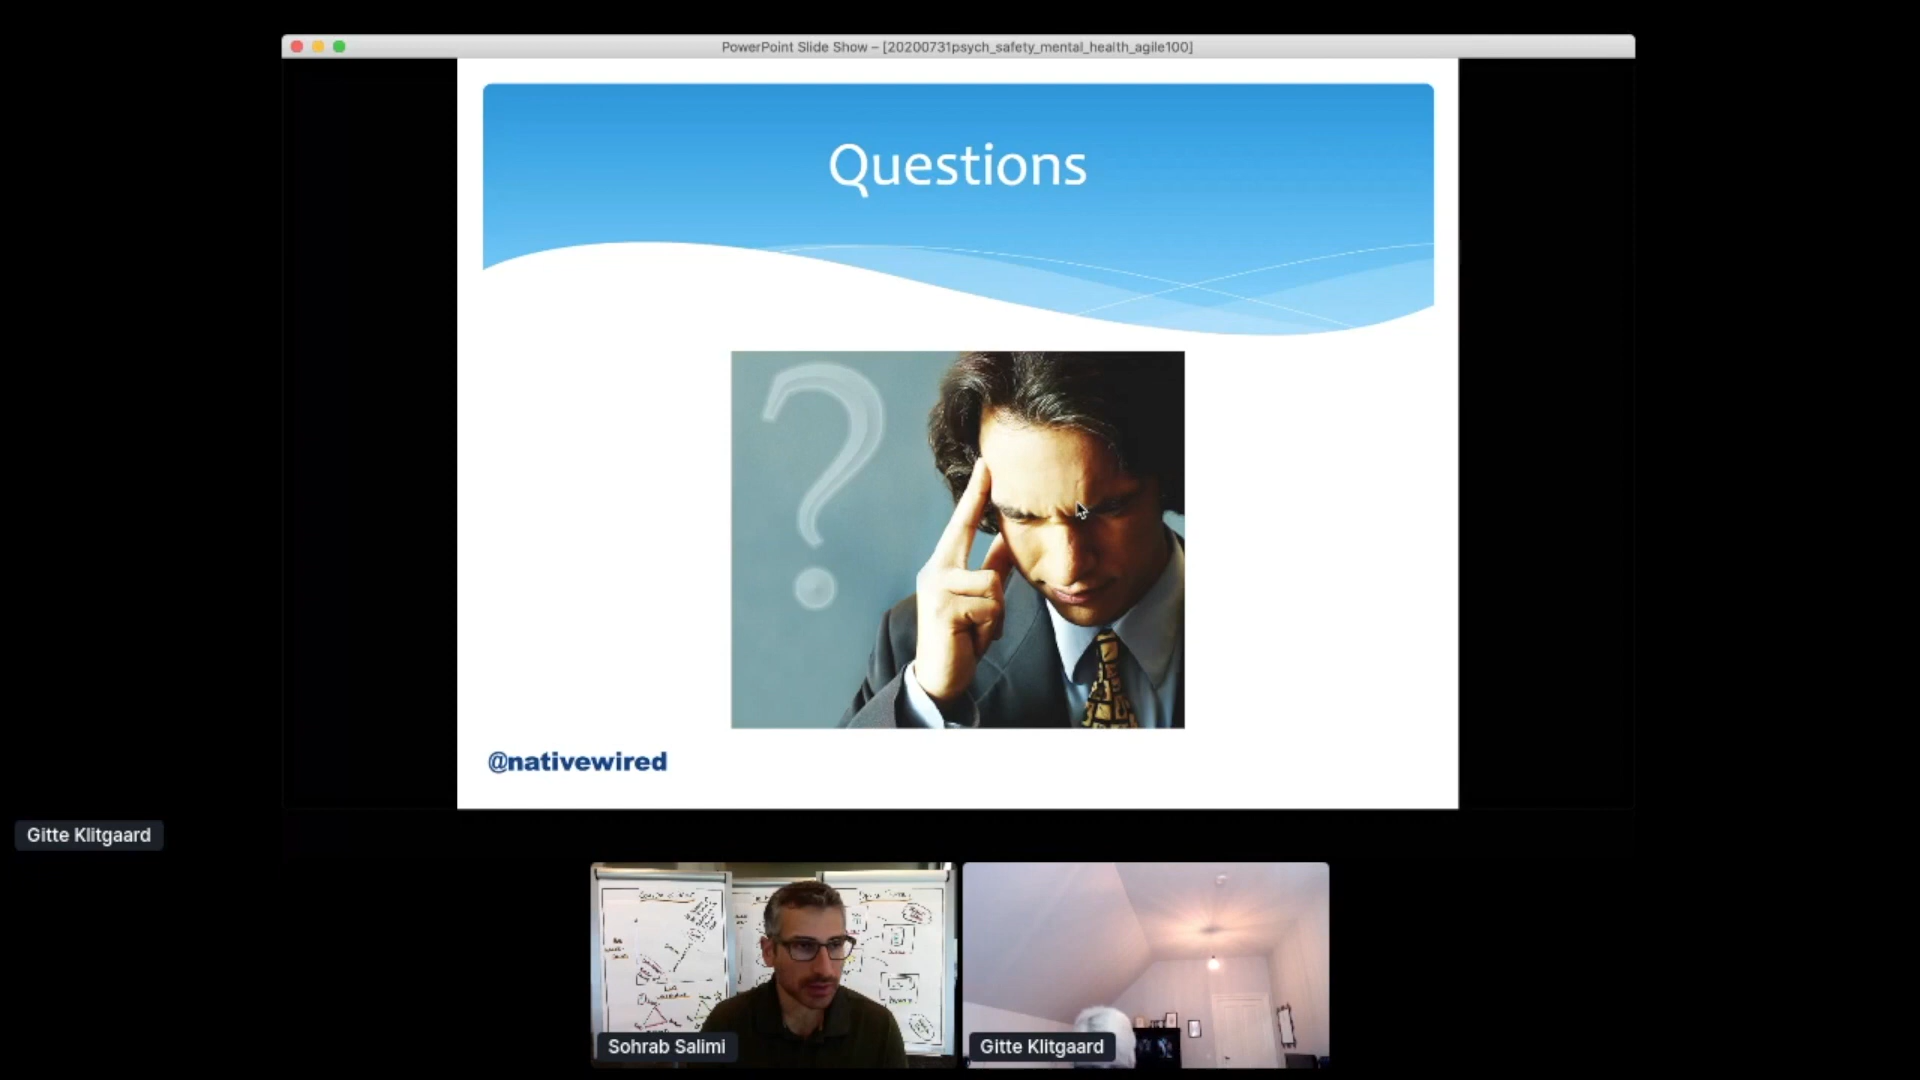 PowerPoint Slide Show – [20200731psych_safety_mental_health_agile100]
Questions
?
@nativewired
Gitte Klitgaard
Sohrab Salimi
Gitte Klitgaard